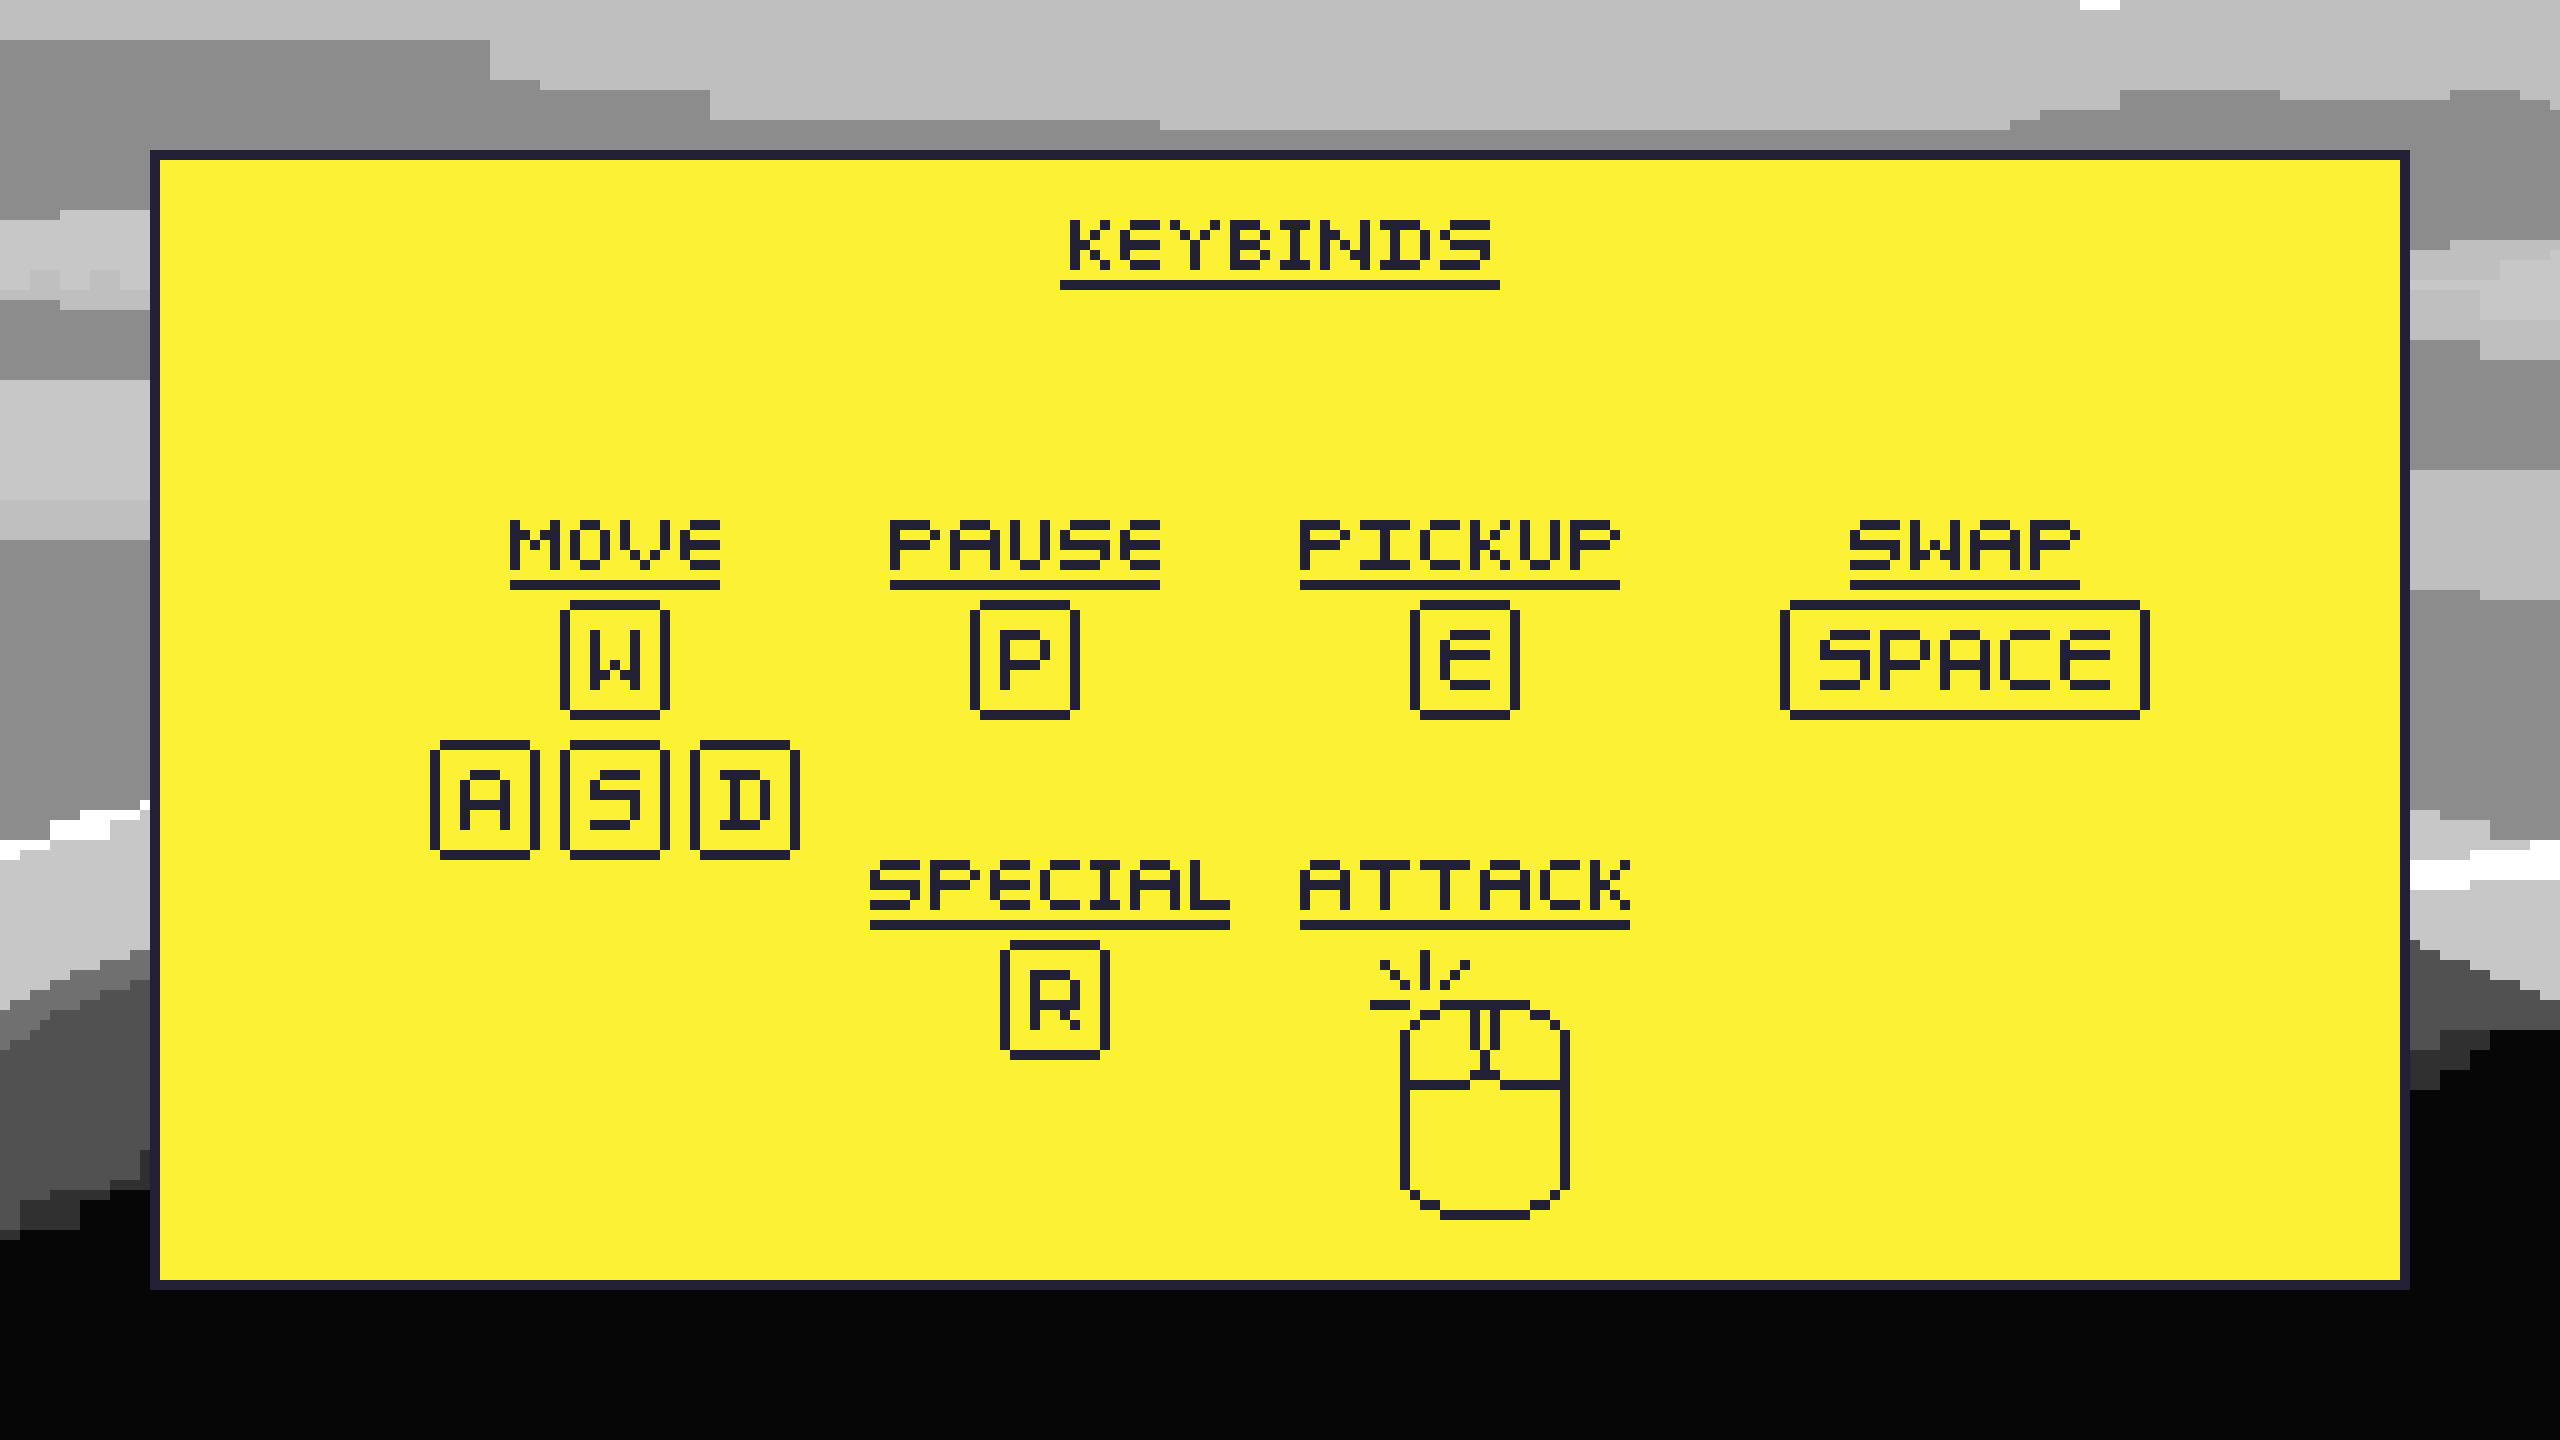 KEYBINDS
MOVE PAUSE PICKUP SWAP
W P E SPACE
A S D
SPECIAL ATTACK
R